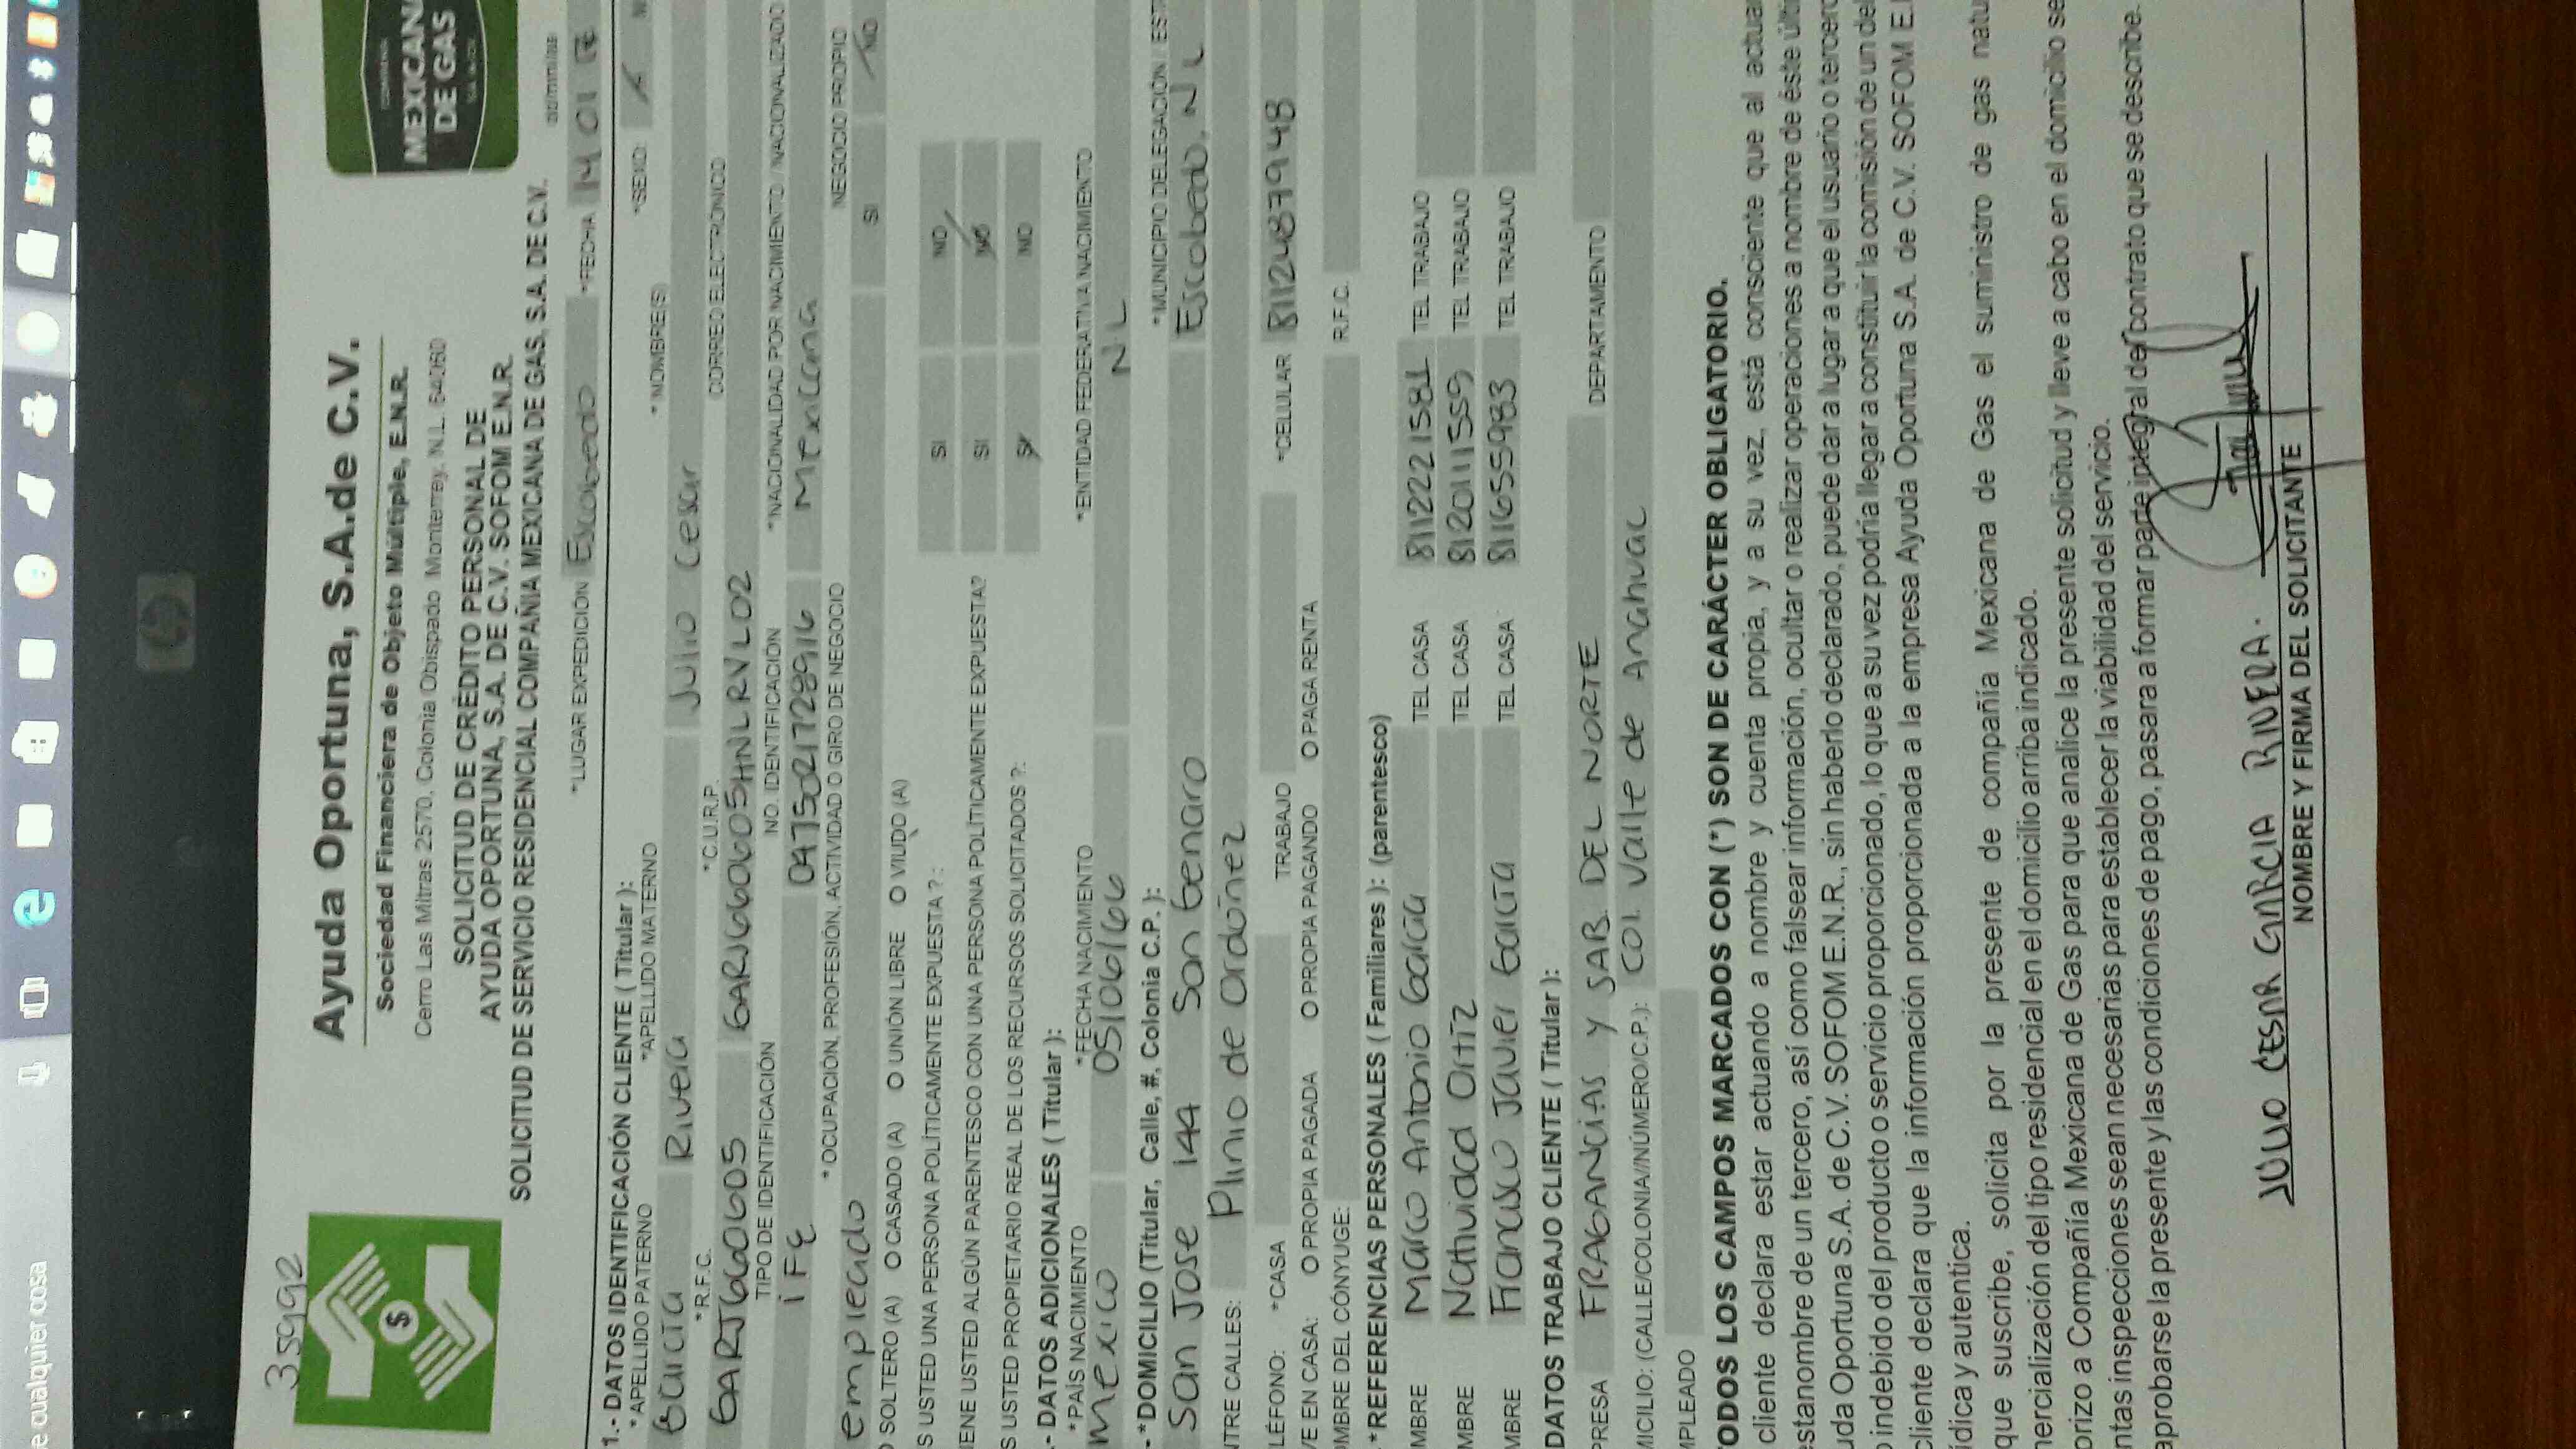 e cualquier cosa
35992
Ayuda Oportuna, S.A.de C.V.
Sociedad Financiera de Objeto Múltiple, E.N.R.
Cerro Las Mitras 2570, Colonia Obispado Monterrey, N.L. 64060
MEXICANA
DE GAS
SOLICITUD DE CRÉDITO PERSONAL DE
AYUDA OPORTUNA, S.A. DE C.V. SOFOM E.N.R.
SOLICITUD DE SERVICIO RESIDENCIAL COMPAÑIA MEXICANA DE GAS, S.A. DE C.V.
dd/mm/aa
*LUGAR EXPEDICIÓN Escobedo *FECHA 14 01
1.- DATOS IDENTIFICACIÓN CLIENTE ( Titular ):
*APELLIDO PATERNO *APELLIDO MATERNO * NOMBRE(S) *SEXO:
García Rivera Julio Cesar
*R.F.C. *C.U.R.P. CORREO ELECTRÓNICO
GARJ660605 GARJ660605HNLRVL02
TIPO DE IDENTIFICACIÓN NO. IDENTIFICACIÓN *NACIONALIDAD POR NACIMIENTO /NACIONALIZADO
IFE 0975021728916 Mexicana
* OCUPACIÓN, PROFESIÓN, ACTIVIDAD O GIRO DE NEGOCIO NEGOCIO PROPIO
empleado SI NO
O SOLTERO (A) O CASADO (A) O UNIÓN LIBRE O VIUDO (A)
S USTED UNA PERSONA POLÍTICAMENTE EXPUESTA ? : SI NO
ENE USTED ALGÚN PARENTESCO CON UNA PERSONA POLÍTICAMENTE EXPUESTA? SI NO
S USTED PROPIETARIO REAL DE LOS RECURSOS SOLICITADOS ?: SI NO
.- DATOS ADICIONALES ( Titular ):
*PAÍS NACIMIENTO *FECHA NACIMIENTO *ENTIDAD FEDERATIVA NACIMIENTO
Mexico 05/06/66 NL
-*DOMICILIO (Titular, Calle, #, Colonia C.P. ): *MUNICIPIO DELEGACIÓN EST
San Jose 144 San Genaro Escobedo, NL
NTRE CALLES: Plinio de Ordoñez
LÉFONO: *CASA TRABAJO *CELULAR 8112487948
VE EN CASA: O PROPIA PAGADA O PROPIA PAGANDO O PAGA RENTA
OMBRE DEL CONYUGE: R.F.C.
.*REFERENCIAS PERSONALES ( Familiares ): (parentesco)
MBRE Marco Antonio García TEL CASA 8112221581 TEL TRABAJO
MBRE Natividad Ortiz TEL CASA 8120111559 TEL TRABAJO
MBRE Francisco Javier García TEL CASA 8116559983 TEL TRABAJO
DATOS TRABAJO CLIENTE ( Titular ):
PRESA FRAGANCIAS Y SAB. DEL NORTE DEPARTAMENTO
MICILIO: (CALLE/COLONIA/NÚMERO/C.P.): COL. Valle de Anahuac
MPLEADO
TODOS LOS CAMPOS MARCADOS CON (*) SON DE CARÁCTER OBLIGATORIO.
cliente declara estar actuando a nombre y cuenta propia, y a su vez, está consciente que al actuar
estanombre de un tercero, así como falsear información, ocultar o realizar operaciones a nombre de éste últi
uda Oportuna S.A. de C.V. SOFOM E.N.R., sin haberlo declarado, puede dar a lugar a que el usuario o tercero
o indebido del producto o servicio proporcionado, lo que a su vez podría llegar a constituir la comisión de un del
cliente declara que la información proporcionada a la empresa Ayuda Oportuna S.A. de C.V. SOFOM E.
ídica y autentica.
que suscribe, solicita por la presente de compañía Mexicana de Gas el suministro de gas natu
mercialización del tipo residencial en el domicilio arriba indicado.
orizo a Compañía Mexicana de Gas para que analice la presente solicitud y lleve a cabo en el domicilio se
ntas inspecciones sean necesarias para establecer la viabilidad del servicio.
aprobarse la presente y las condiciones de pago, pasara a formar parte integral del contrato que se describe.
JULIO CESAR GARCIA RIVERA.
NOMBRE Y FIRMA DEL SOLICITANTE